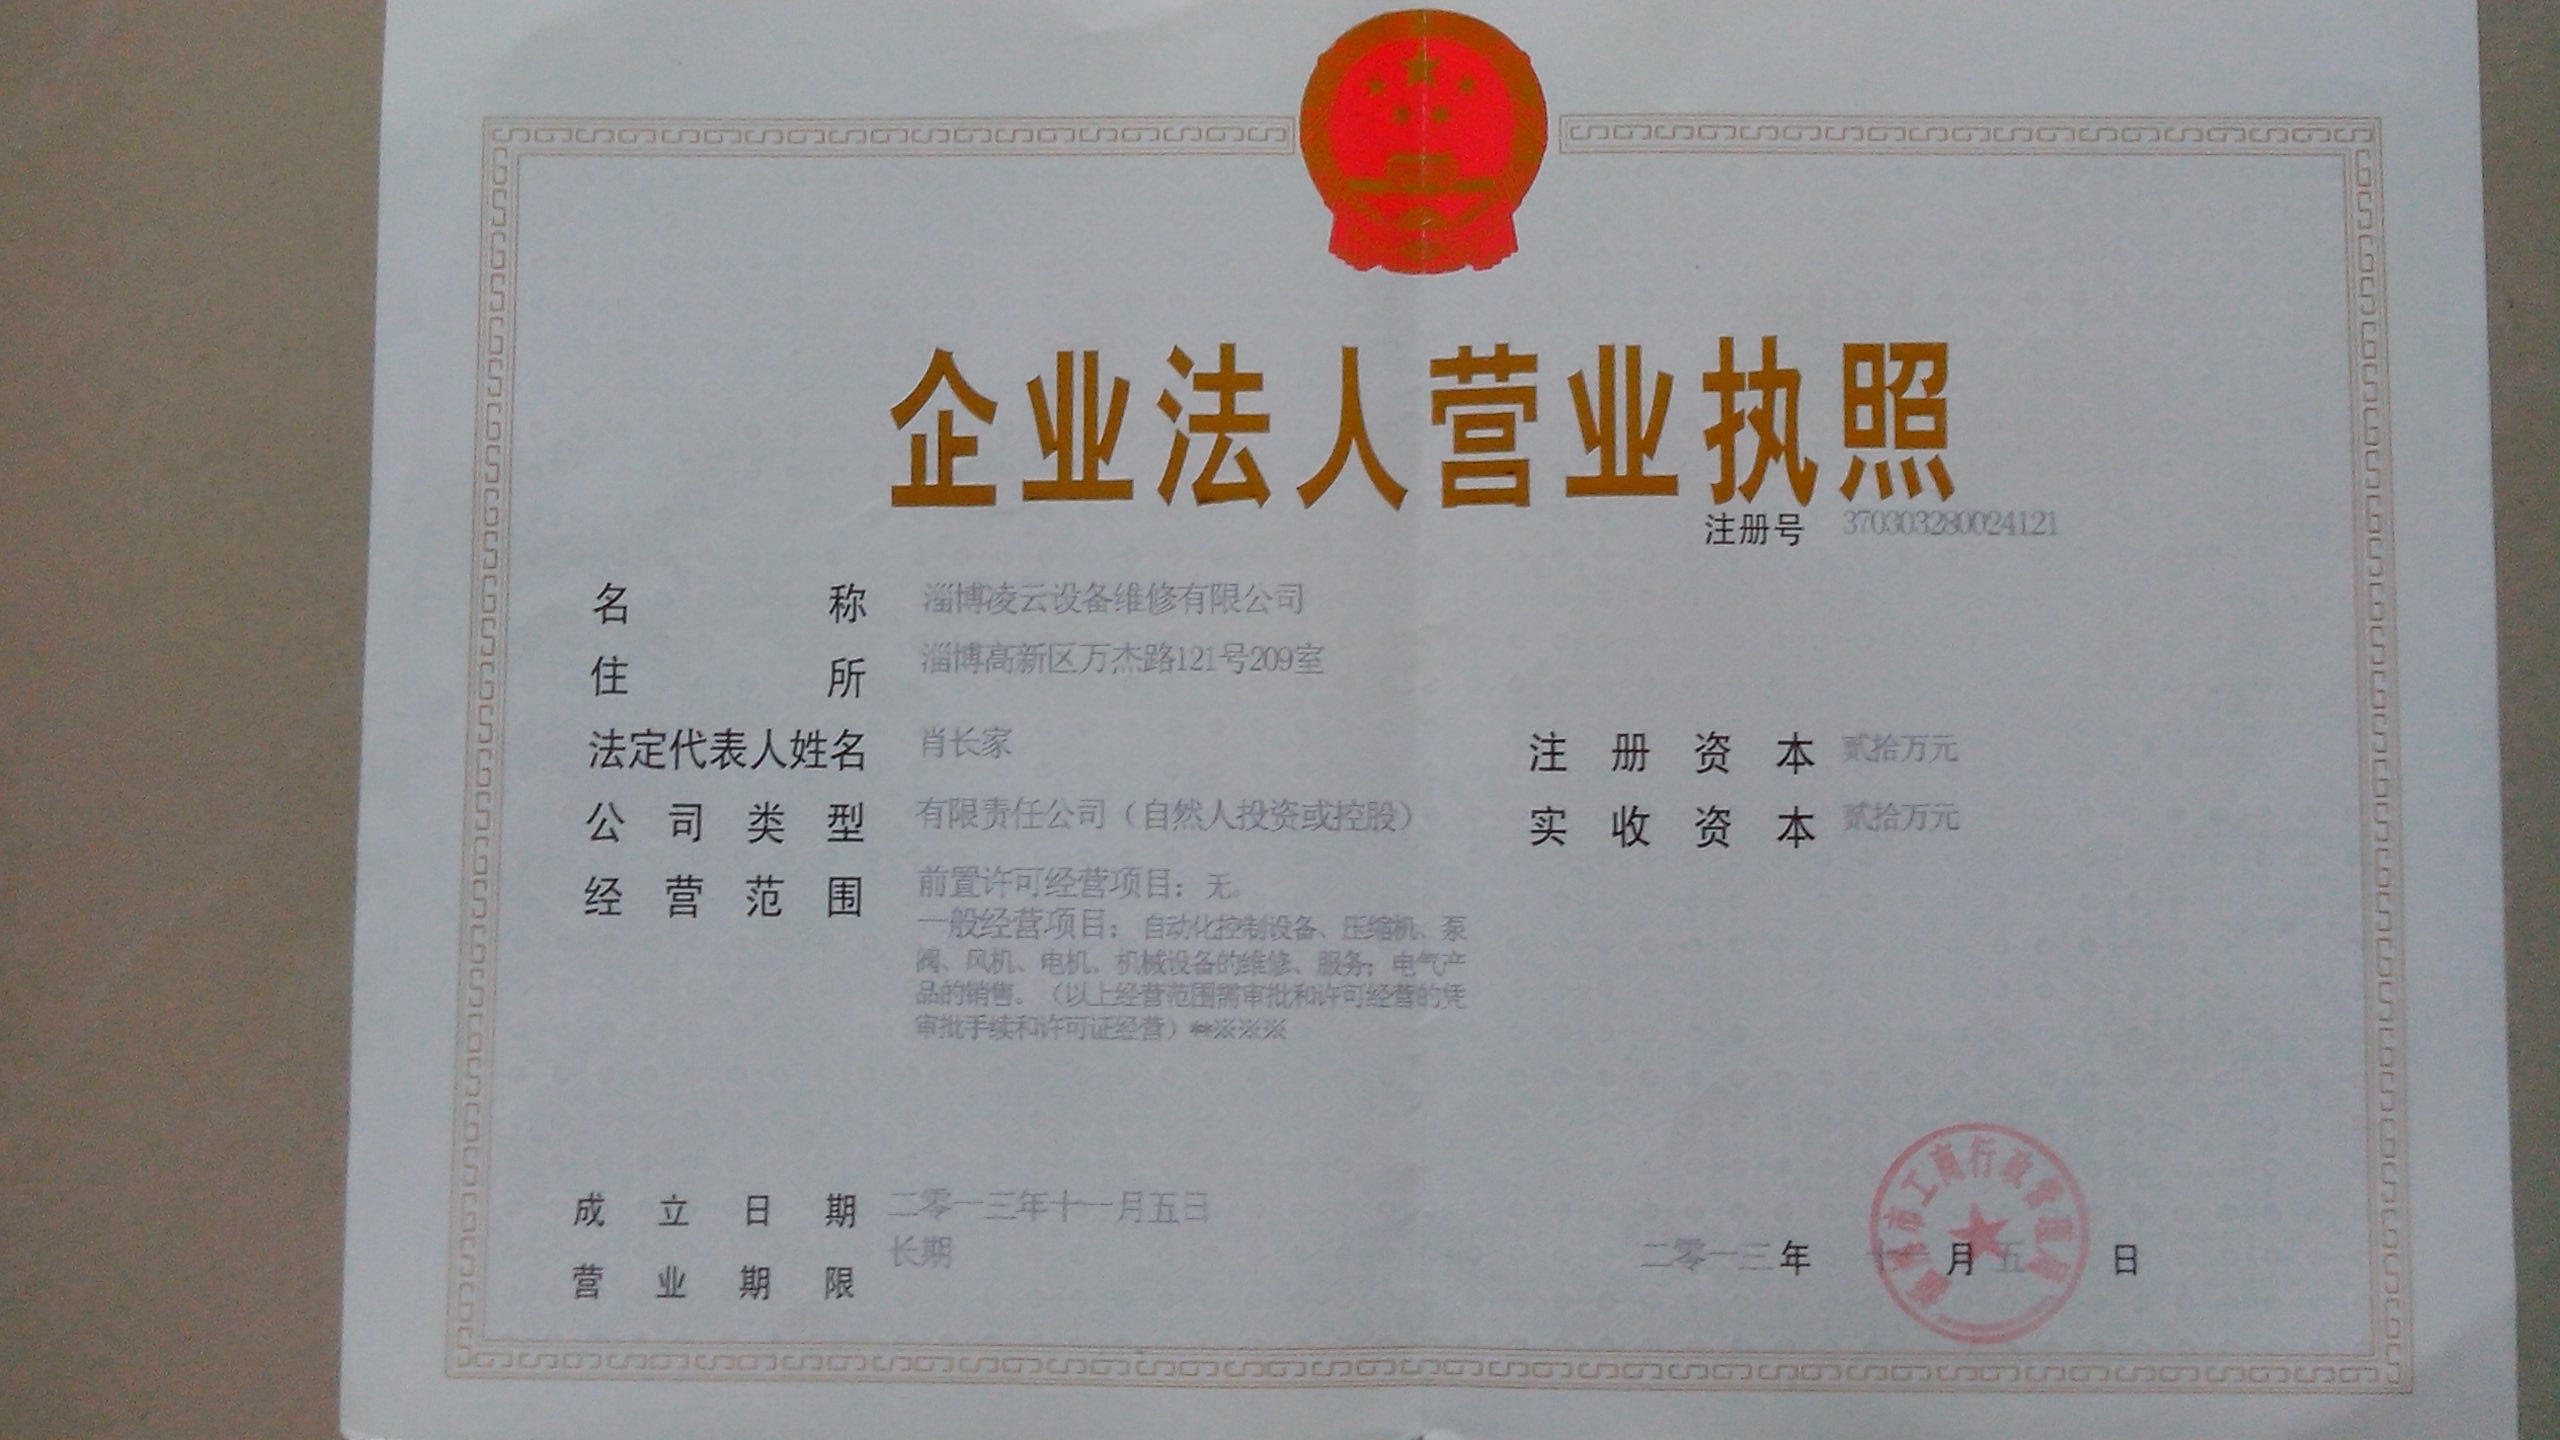 企业法人营业执照
注册号 370303280024121
名称 淄博凌云设备维修有限公司
住所 淄博高新区万杰路121号209室
法定代表人姓名 肖长家
注册资本 贰拾万元
公司类型 有限责任公司（自然人投资或控股）
实收资本 贰拾万元
经营范围 前置许可经营项目：无。
一般经营项目：自动化控制设备、压缩机、泵
阀、风机、电机、机械设备的维修、服务；电气产
品的销售。（以上经营范围需审批和许可经营的凭
审批手续和许可证经营）**※※※
成立日期 二零一三年十一月五日
营业期限 长期
二零一三年 月 五 日
市工商行政管理局